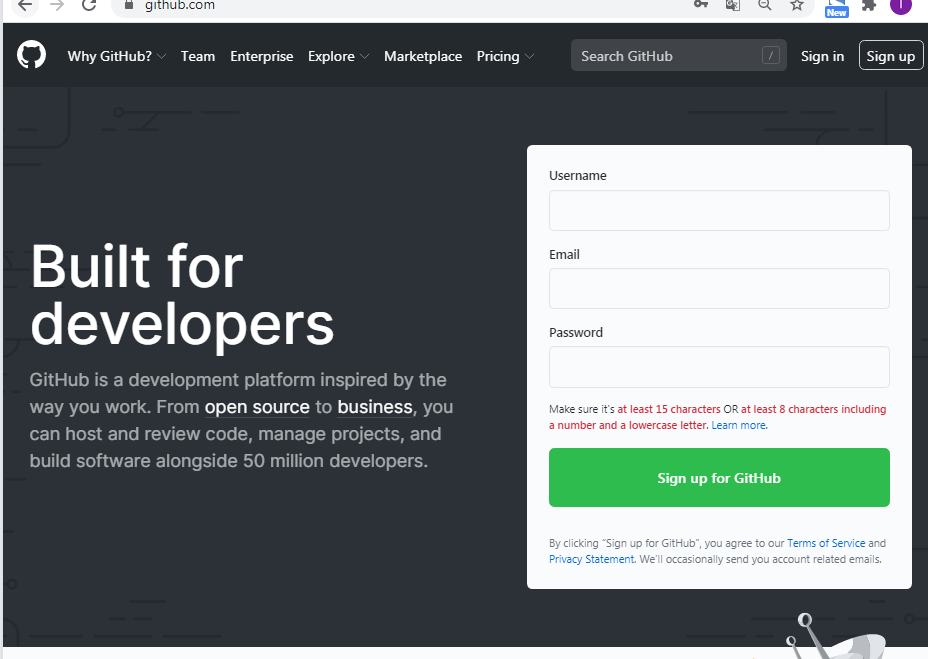 github.com
New
T
Why GitHub? Team Enterprise Explore Marketplace Pricing Search GitHub / Sign in Sign up
Username
Built for
developers
Email
Password
GitHub is a development platform inspired by the
way you work. From open source to business, you
can host and review code, manage projects, and
build software alongside 50 million developers.
Make sure it's at least 15 characters OR at least 8 characters including
a number and a lowercase letter. Learn more.
Sign up for GitHub
By clicking “Sign up for GitHub”, you agree to our Terms of Service and
Privacy Statement. We’ll occasionally send you account related emails.